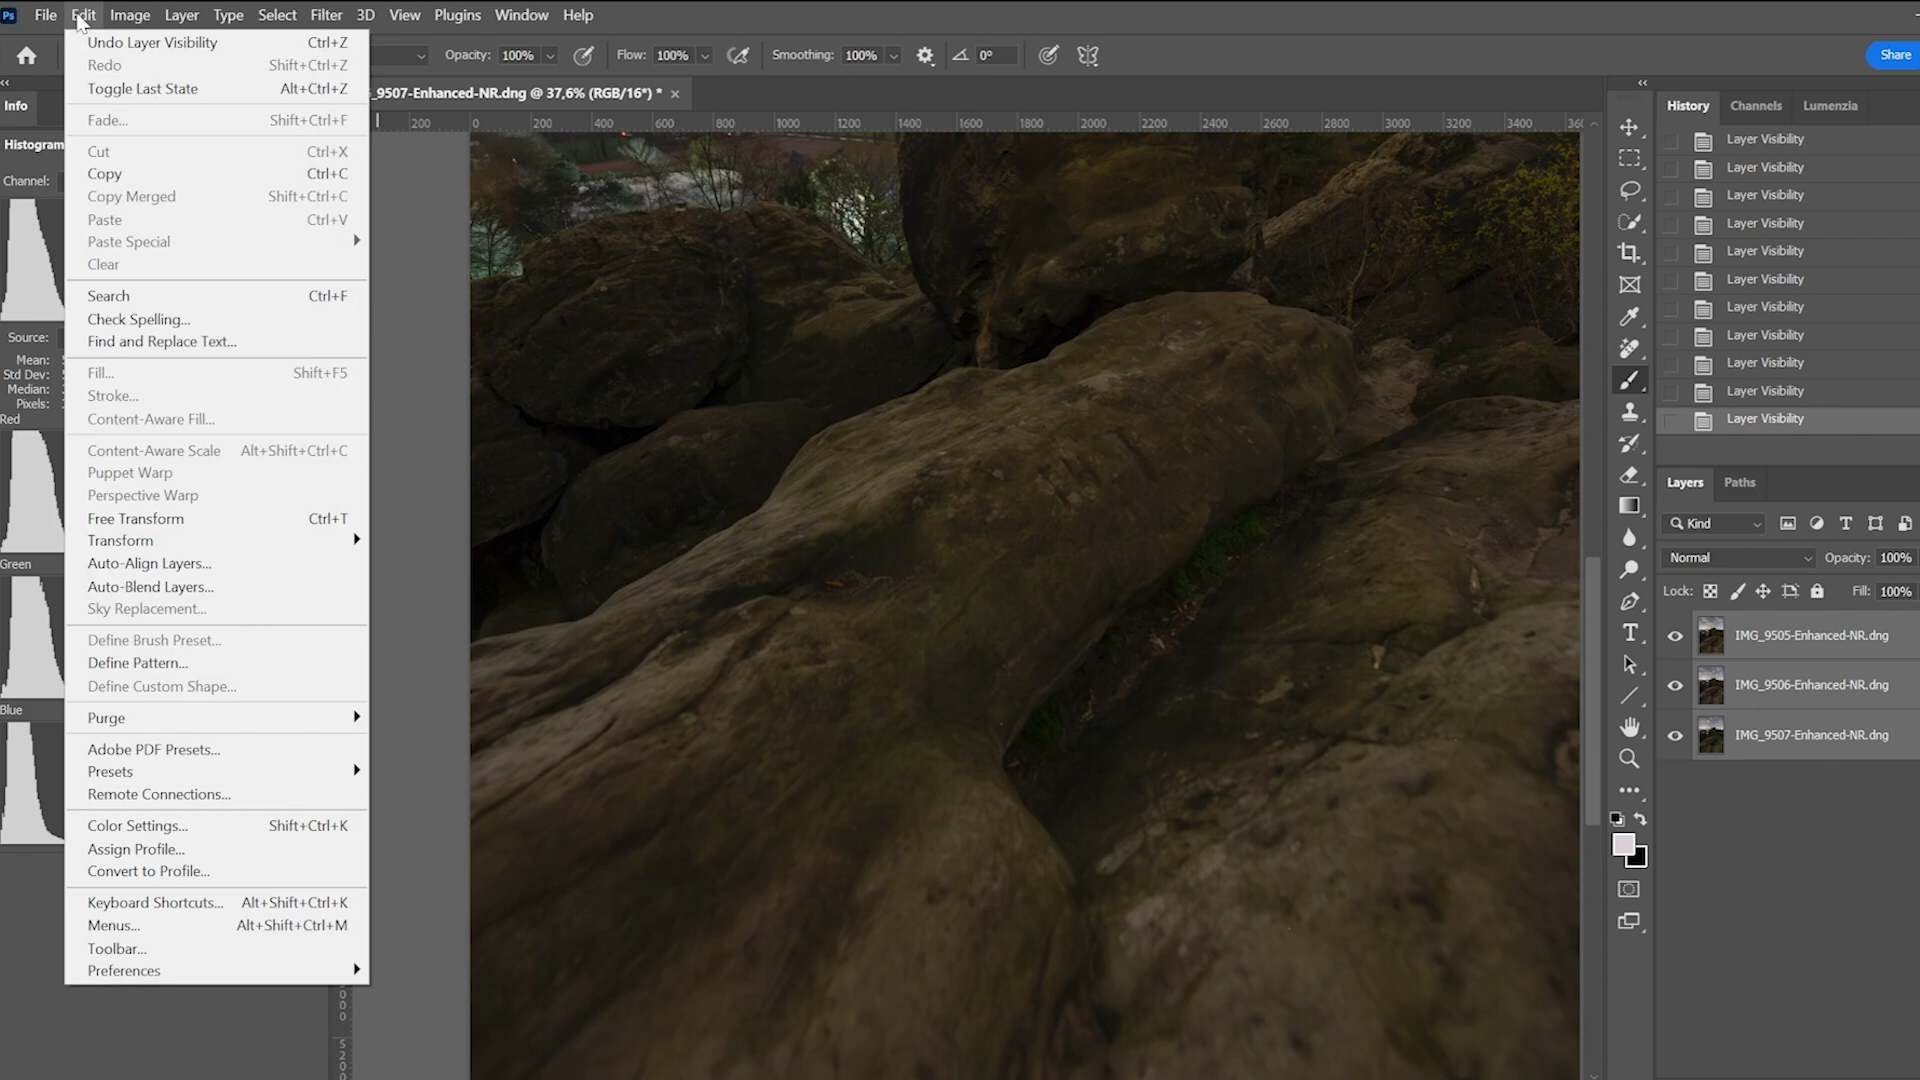 Ps File Edit Image Layer Type Select Filter 3D View Plugins Window Help
Opacity: 100% Flow: 100% Smoothing: 100% 0° Share
_9507-Enhanced-NR.dng @ 37,6% (RGB/16*) * ×
200 0 200 400 600 800 1000 1200 1400 1600 1800 2000 2200 2400 2600 2800 3000 3200 3400
Undo Layer Visibility Ctrl+Z
Redo Shift+Ctrl+Z
Toggle Last State Alt+Ctrl+Z
Fade... Shift+Ctrl+F
Cut Ctrl+X
Copy Ctrl+C
Copy Merged Shift+Ctrl+C
Paste Ctrl+V
Paste Special
Clear
Search Ctrl+F
Check Spelling...
Find and Replace Text...
Fill... Shift+F5
Stroke...
Content-Aware Fill...
Content-Aware Scale Alt+Shift+Ctrl+C
Puppet Warp
Perspective Warp
Free Transform Ctrl+T
Transform
Auto-Align Layers...
Auto-Blend Layers...
Sky Replacement...
Define Brush Preset...
Define Pattern...
Define Custom Shape...
Purge
Adobe PDF Presets...
Presets
Remote Connections...
Color Settings... Shift+Ctrl+K
Assign Profile...
Convert to Profile...
Keyboard Shortcuts... Alt+Shift+Ctrl+K
Menus... Alt+Shift+Ctrl+M
Toolbar...
Preferences
Info
Histogram
Channel:
Source:
Mean:
Std Dev:
Median:
Pixels:
Red
Green
Blue
5
2
0
History Channels Lumenzia
Layer Visibility
Layer Visibility
Layer Visibility
Layer Visibility
Layer Visibility
Layer Visibility
Layer Visibility
Layer Visibility
Layer Visibility
Layer Visibility
Layer Visibility
Layers Paths
Kind
Normal Opacity: 100%
Lock: Fill: 100%
IMG_9505-Enhanced-NR.dng
IMG_9506-Enhanced-NR.dng
IMG_9507-Enhanced-NR.dng